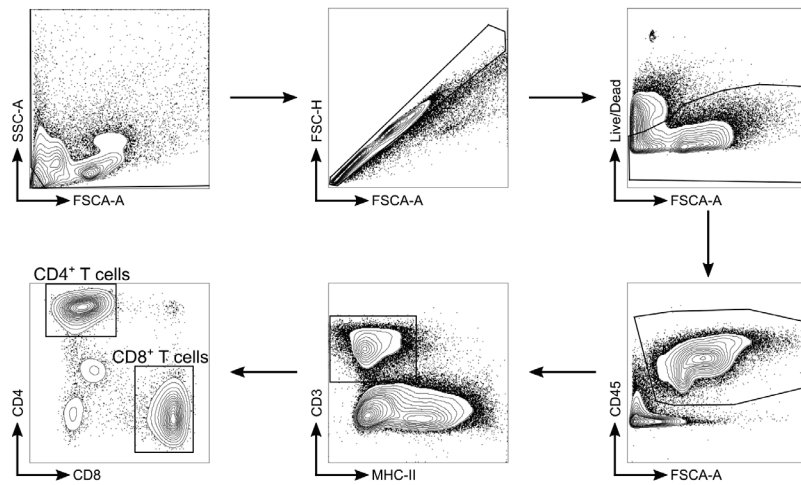 SSC-A
FSCA-A
FSC-H
FSCA-A
Live/Dead
FSCA-A
CD4⁺ T cells
CD8⁺ T cells
CD4
CD8
CD3
MHC-II
CD45
FSCA-A